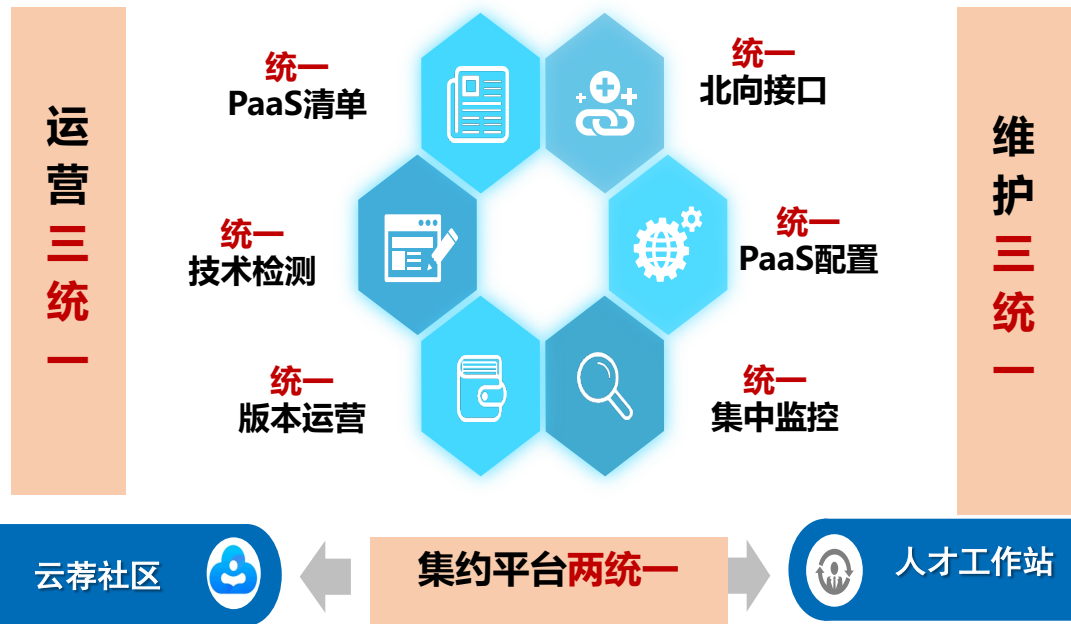 运营三统一
统一
PaaS清单
统一
技术检测
统一
版本运营
统一
北向接口
统一
PaaS配置
统一
集中监控
维护三统一
云荐社区
集约平台两统一
人才工作站